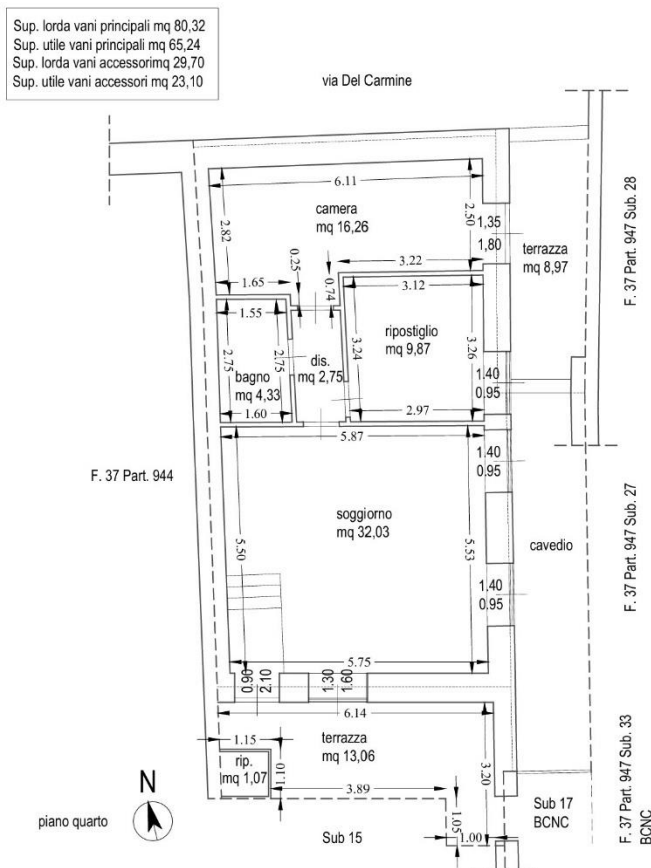 Sup. lorda vani principali mq 80,32
Sup. utile vani principali mq 65,24
Sup. lorda vani accessorimq 29,70
Sup. utile vani accessori mq 23,10
via Del Carmine
6.11
camera
mq 16,26
2.82
2.50
1,35
1,80
terrazza
mq 8,97
F. 37 Part. 947 Sub. 28
1.65
0.25
0.74
3.22
3.12
1.55
ripostiglio
mq 9,87
2.75
2.75
bagno
mq 4,33
dis.
mq 2,75
3.24
3.26
1.40
0.95
1.60
2.97
5.87
1.40
0.95
F. 37 Part. 944
soggiorno
mq 32,03
5.50
5.53
cavedio
F. 37 Part. 947 Sub. 27
1,40
0.95
5.75
0.90
2.10
1.30
1.60
6.14
terrazza
mq 13,06
1.15
rip.
mq 1,07
1.10
3.89
3.20
1.05
1.00
N
piano quarto
Sub 15
Sub 17
BCNC
F. 37 Part. 947 Sub. 33
BCNC